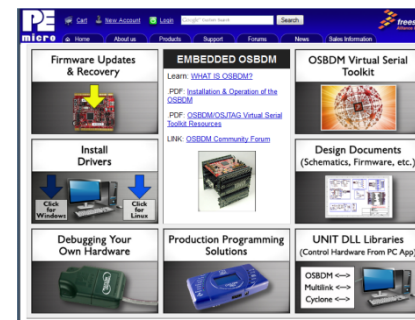 PE
micro
Cart
New Account
Login
Search
frees
Home
About us
Products
Support
Forums
News
Sales Information
Firmware Updates
& Recovery
EMBEDDED OSBDM
Learn: WHAT IS OSBDM?
.PDF: Installation & Operation of the
OSBDM
.PDF: OSBDM/OSJTAG Virtual Serial
Toolkit Resources
LINK: OSBDM Community Forum
OSBDM Virtual Serial
Toolkit
Install
Drivers
Click
for
Windows
Click
for
Linux
Design Documents
(Schematics, Firmware, etc.)
Debugging Your
Own Hardware
Production Programming
Solutions
UNIT DLL Libraries
(Control Hardware From PC App)
OSBDM <-->
Multilink <-->
Cyclone <-->